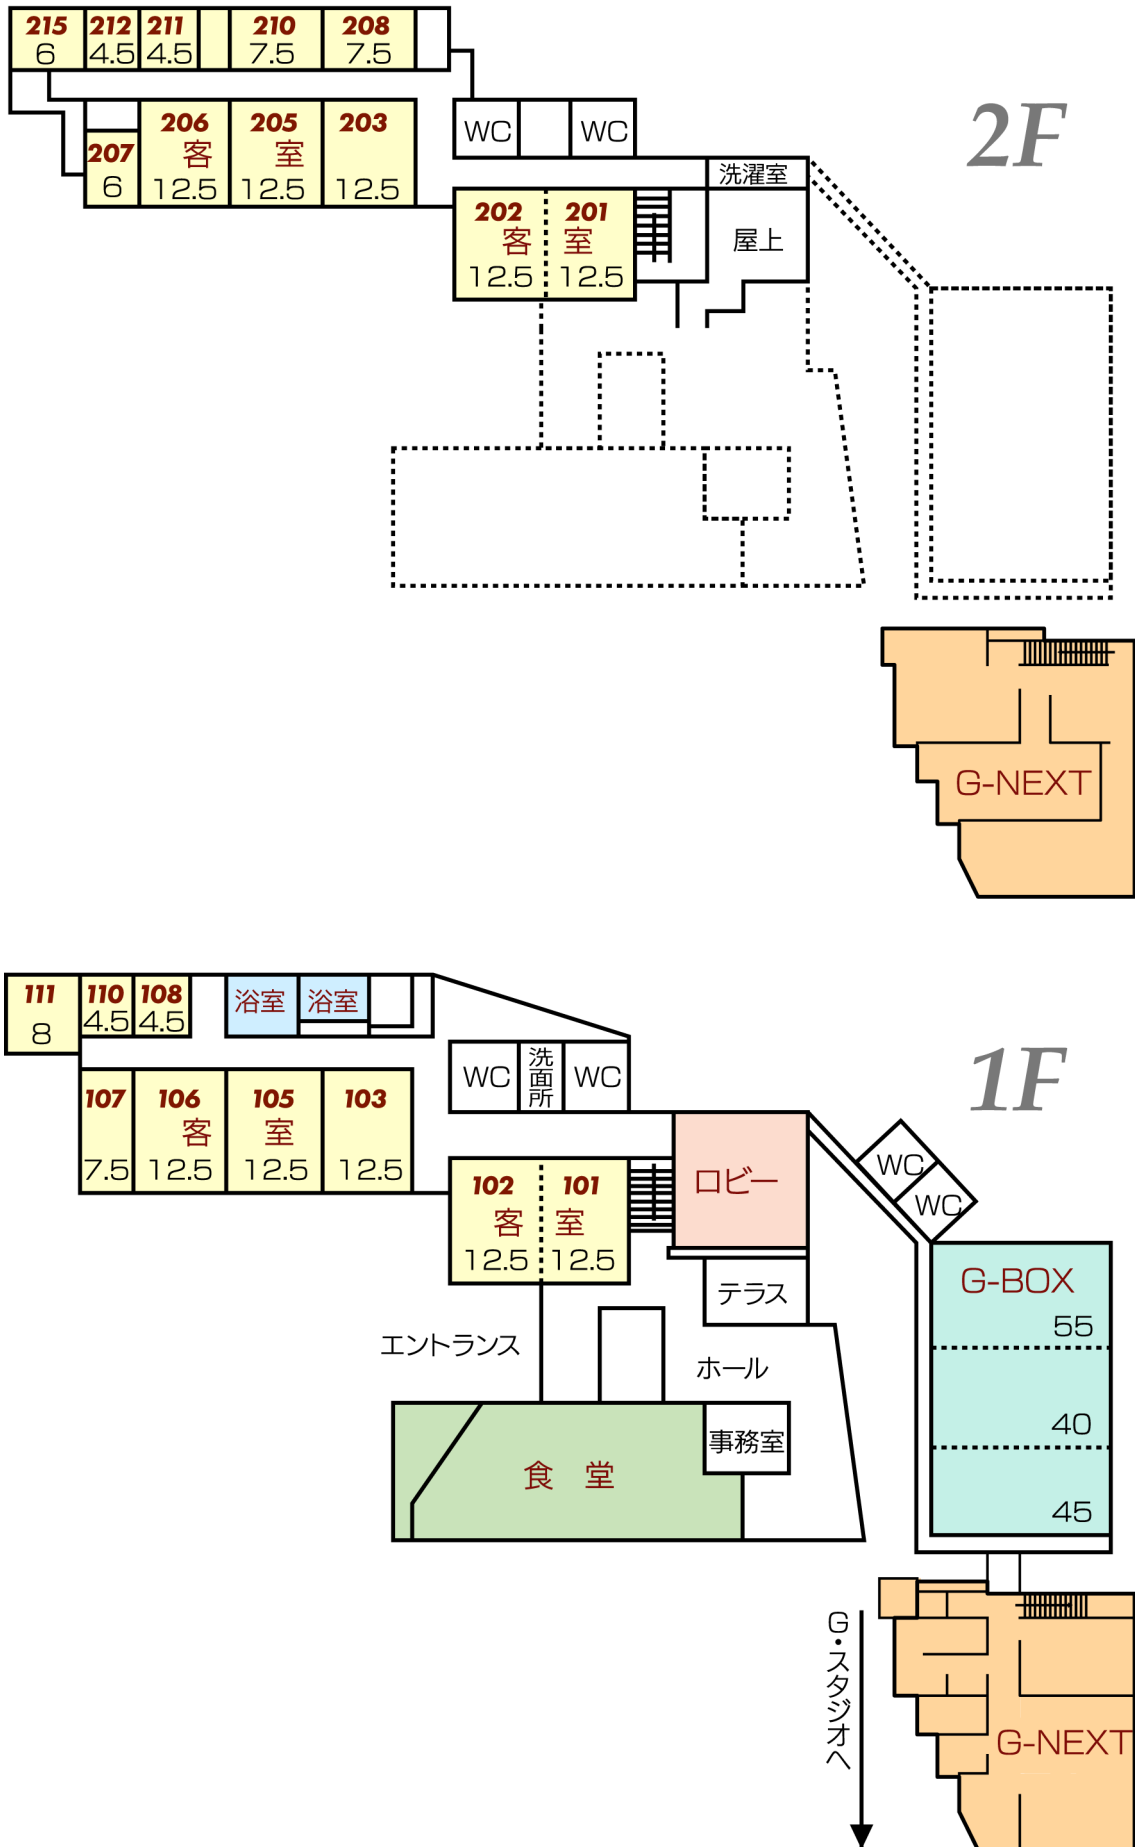 215 212 211 210 208
6 4.5 4.5 7.5 7.5
2F
206 205 203
WC WC
207 客 室
6 12.5 12.5 12.5
洗濯室
202 201
客 室
屋上
12.5 12.5
G-NEXT
111 110 108 浴室 浴室
8 4.5 4.5
1F
WC 洗面所 WC
107 106 105 103
客 室
7.5 12.5 12.5 12.5
WC
WC
102 101 ロビー
客 室
12.5 12.5
G-BOX
テラス
55
エントランス
ホール
40
事務室
食 堂
45
G・スタジオへ
G-NEXT